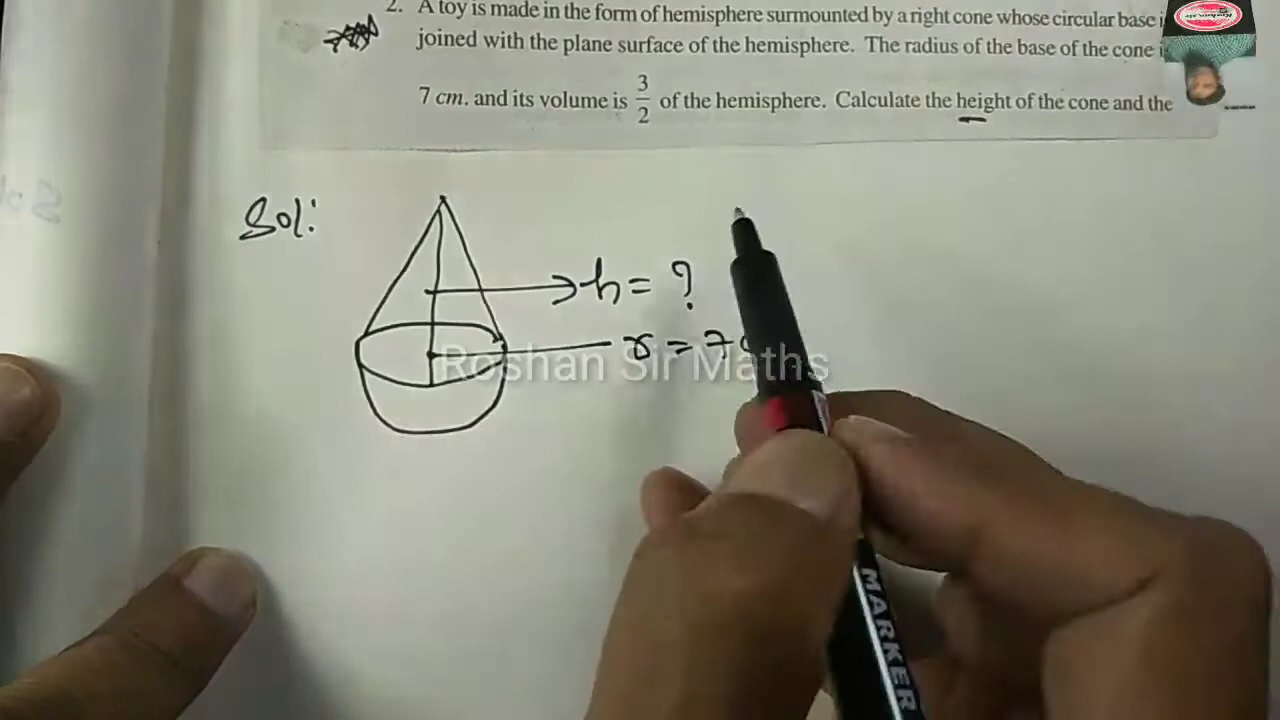 2. A toy is made in the form of hemisphere surmounted by a right cone whose circular base
joined with the plane surface of the hemisphere. The radius of the base of the cone
7 cm. and its volume is 3/2 of the hemisphere. Calculate the height of the cone and the
Sol:
h = ?
r = 7
Roshan Sir Maths
MARKER